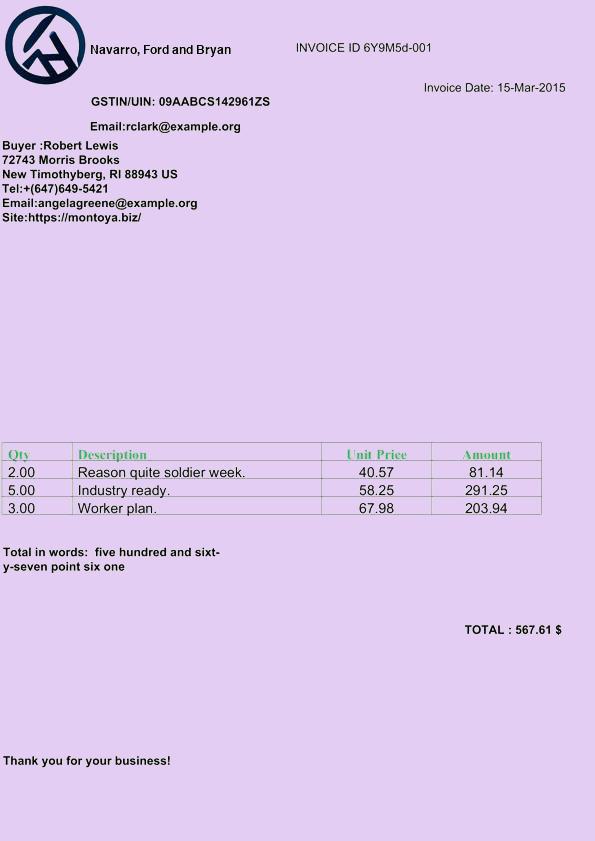 Navarro, Ford and Bryan
INVOICE ID 6Y9M5d-001
Invoice Date: 15-Mar-2015
GSTIN/UIN: 09AABCS142961ZS
Email:rclark@example.org
Buyer :Robert Lewis
72743 Morris Brooks
New Timothyberg, RI 88943 US
Tel:+(647)649-5421
Email:angelagreene@example.org
Site:https://montoya.biz/
Qty Description Unit Price Amount
2.00 Reason quite soldier week. 40.57 81.14
5.00 Industry ready. 58.25 291.25
3.00 Worker plan. 67.98 203.94
Total in words: five hundred and sixt-
y-seven point six one
TOTAL : 567.61 $
Thank you for your business!